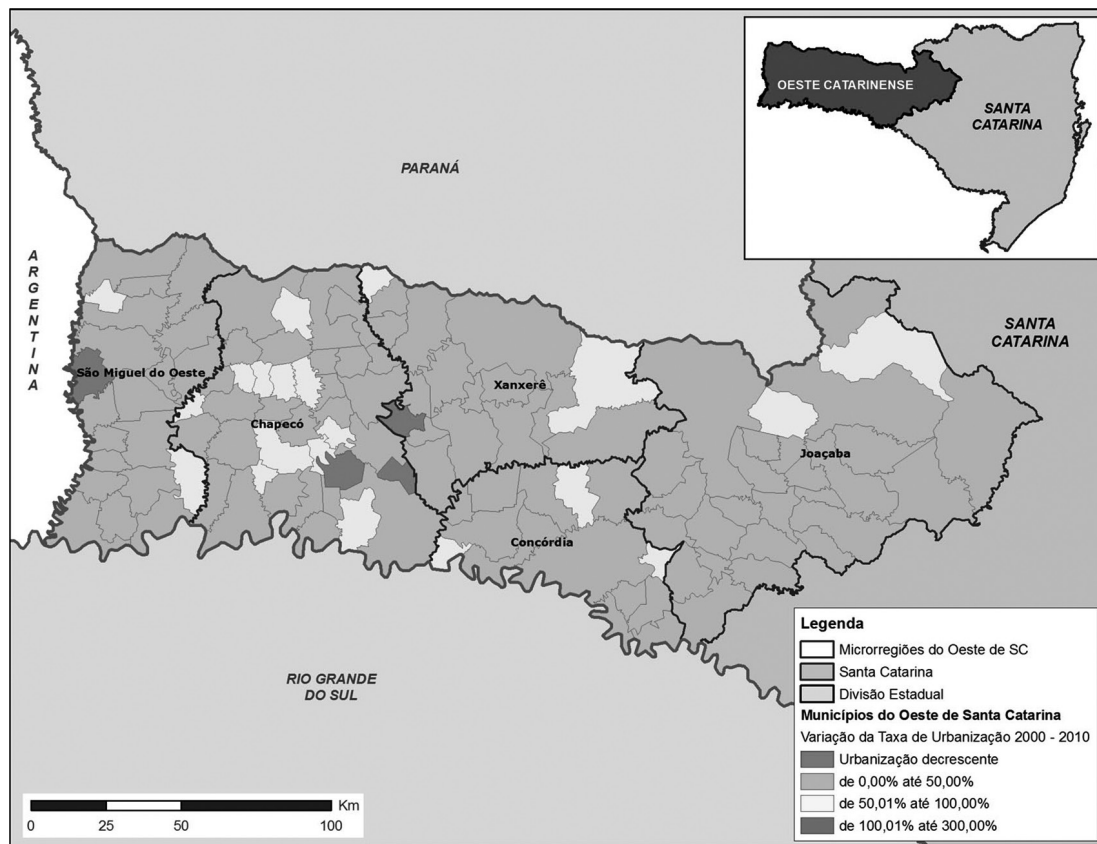 OESTE CATARINENSE
SANTA
CATARINA
PARANÁ
ARGENTINA
SANTA
CATARINA
São Miguel do Oeste
Xanxerê
Chapecó
Joaçaba
Concórdia
RIO GRANDE
DO SUL
Legenda
Microrregiões do Oeste de SC
Santa Catarina
Divisão Estadual
Municípios do Oeste de Santa Catarina
Variação da Taxa de Urbanização 2000 - 2010
Urbanização decrescente
de 0,00% até 50,00%
de 50,01% até 100,00%
de 100,01% até 300,00%
Km
0 25 50 100